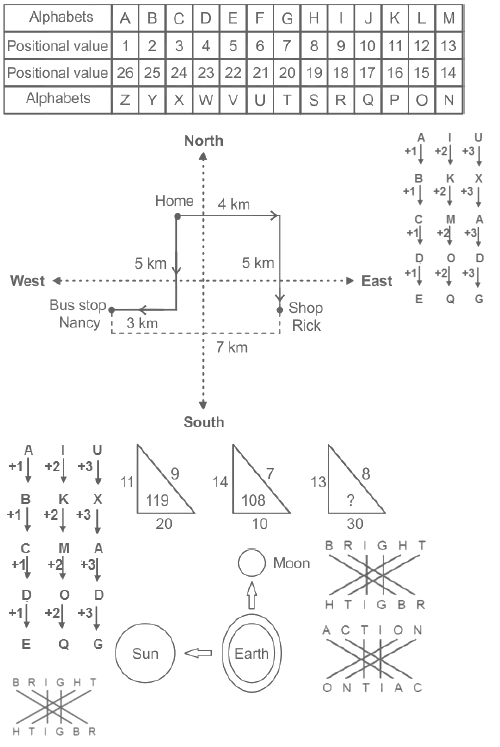 Alphabets A B C D E F G H I J K L M
Positional value 1 2 3 4 5 6 7 8 9 10 11 12 13
Positional value 26 25 24 23 22 21 20 19 18 17 16 15 14
Alphabets Z Y X W V U T S R Q P O N
North
Home
4 km
5 km
5 km
West
East
Bus stop
Nancy
3 km
Shop
Rick
7 km
South
A I U
+1 +2 +3
B K X
+1 +2 +3
C M A
+1 +2 +3
D O D
+1 +2 +3
E Q G
A I U
+1 +2 +3
B K X
+1 +2 +3
C M A
+1 +2 +3
D O D
+1 +2 +3
E Q G
11 9
119
20
14 7
108
10
13 8
?
30
Moon
Sun
Earth
B R I G H T
H T I G B R
A C T I O N
O N T I A C
B R I G H T
H T I G B R